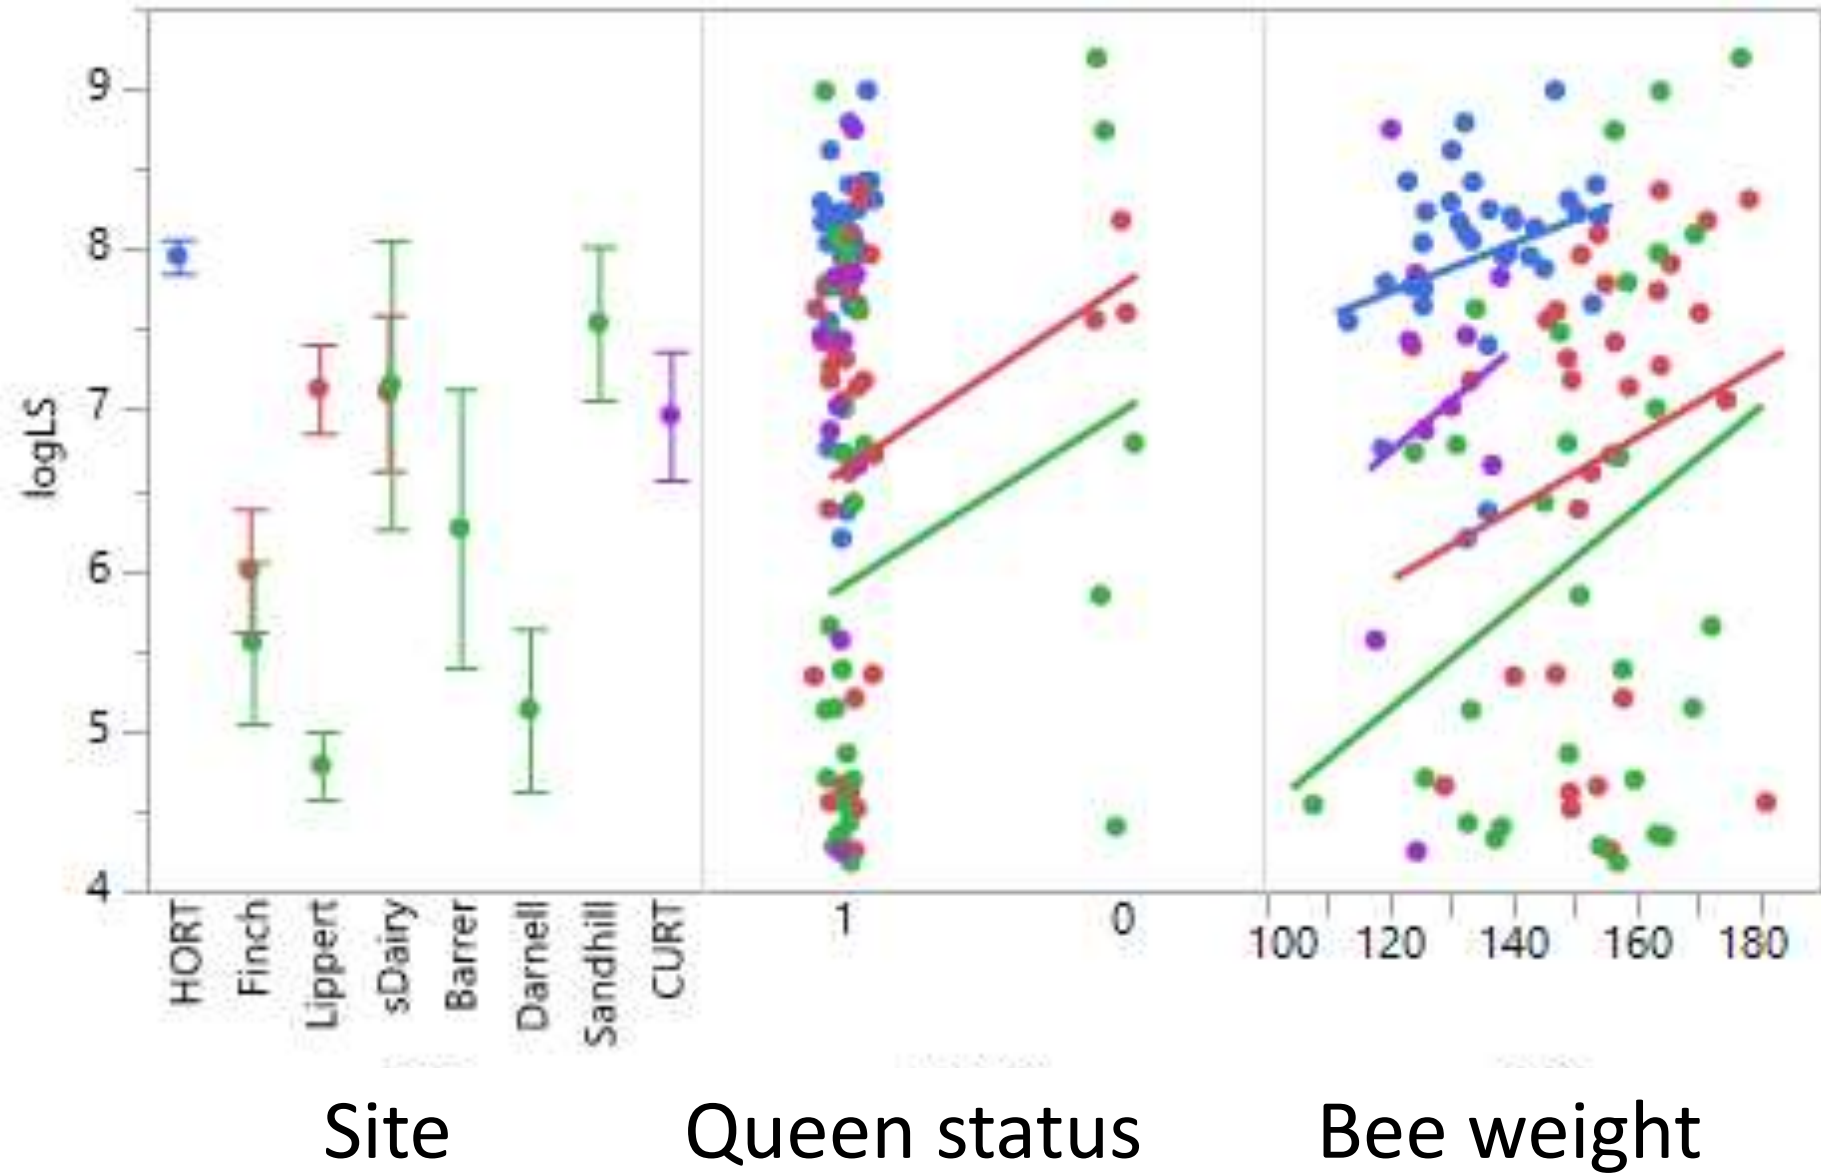 9
8
7
6
5
4
logLS
HORT
Finch
Lippert
sDairy
Barrer
Darnell
Sandhill
CURT
1 0
100 120 140 160 180
Site Queen status Bee weight